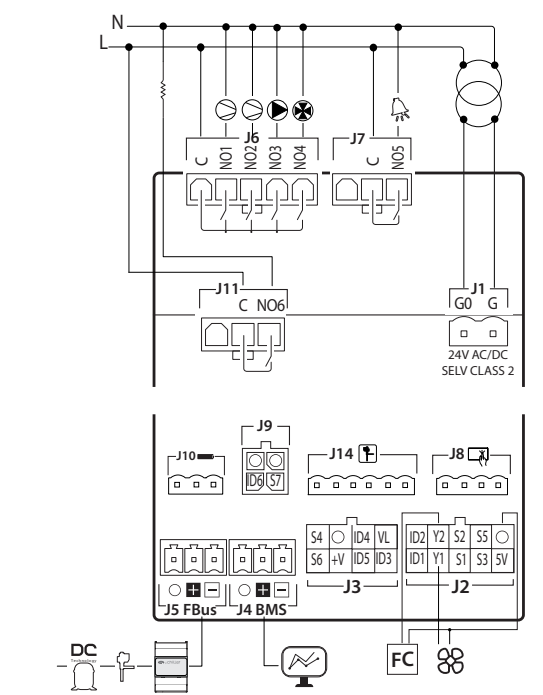 N
L
J6
J7
C
NO1
NO2
NO3
NO4
C
NO5
J11
C NO6
J1
G0 G
24V AC/DC
SELV CLASS 2
J9
ID6 S7
J10
J14
J8
S4 ID4 VL
S6 +V ID5 ID3
J3
ID2 Y2 S2 S5
ID1 Y1 S1 S3 5V
J2
J5 FBus
J4 BMS
DC
Technology
FC